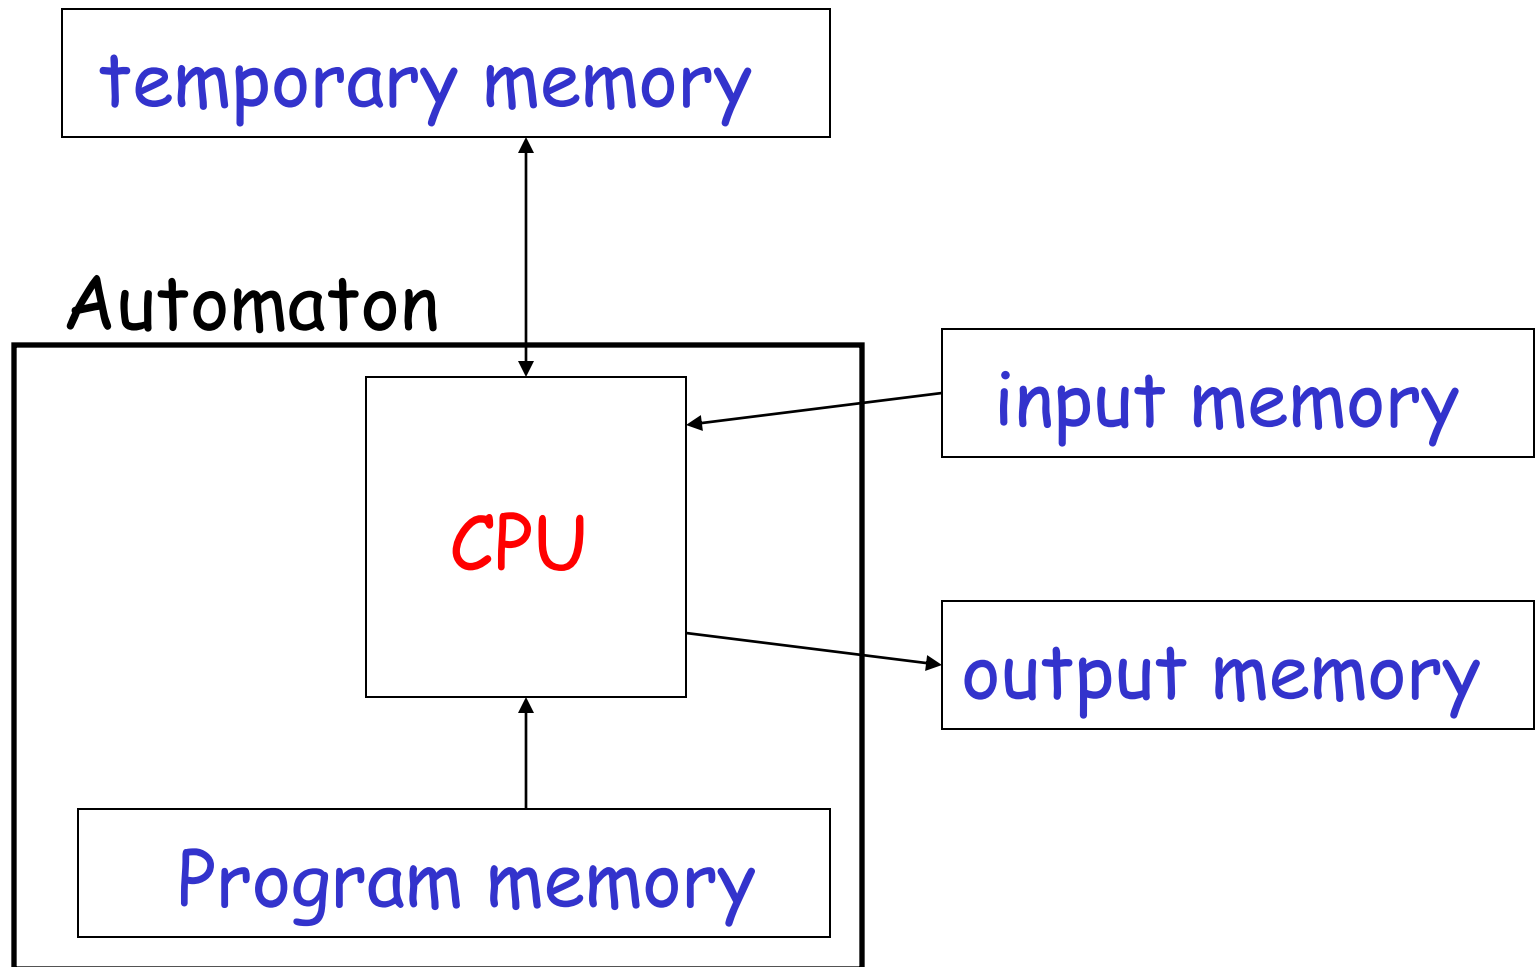 temporary memory
Automaton
input memory
CPU
output memory
Program memory